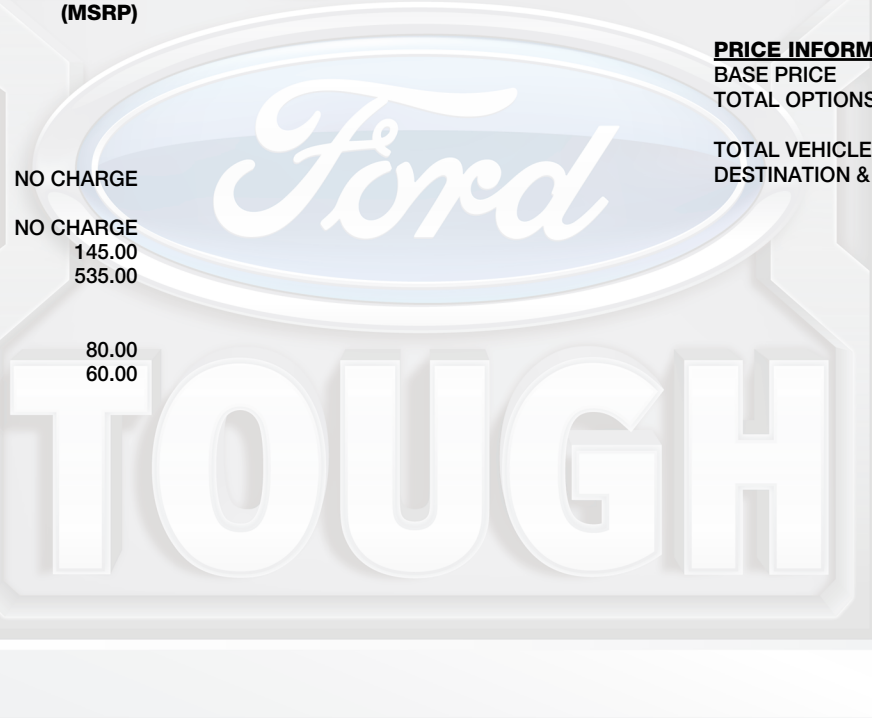 (MSRP)
NO CHARGE
NO CHARGE
145.00
535.00
80.00
60.00
PRICE INFORM
BASE PRICE
TOTAL OPTIONS
TOTAL VEHICLE
DESTINATION &
Ford
TOUGH